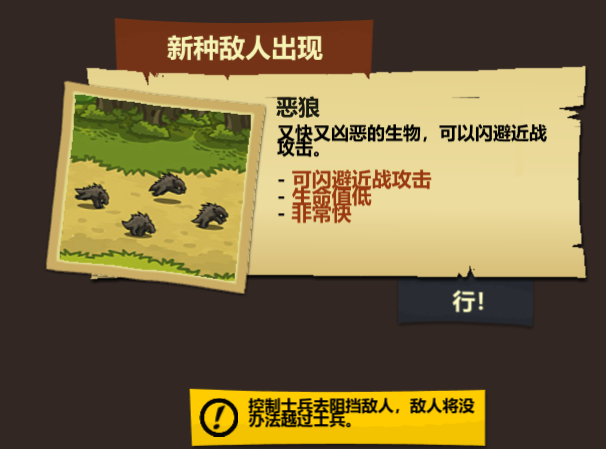 新种敌人出现
恶狼
又快又凶恶的生物，可以闪避近战
攻击。
- 可闪避近战攻击
- 生命值低
- 非常快
行！
控制士兵去阻挡敌人，敌人将没
办法越过士兵。